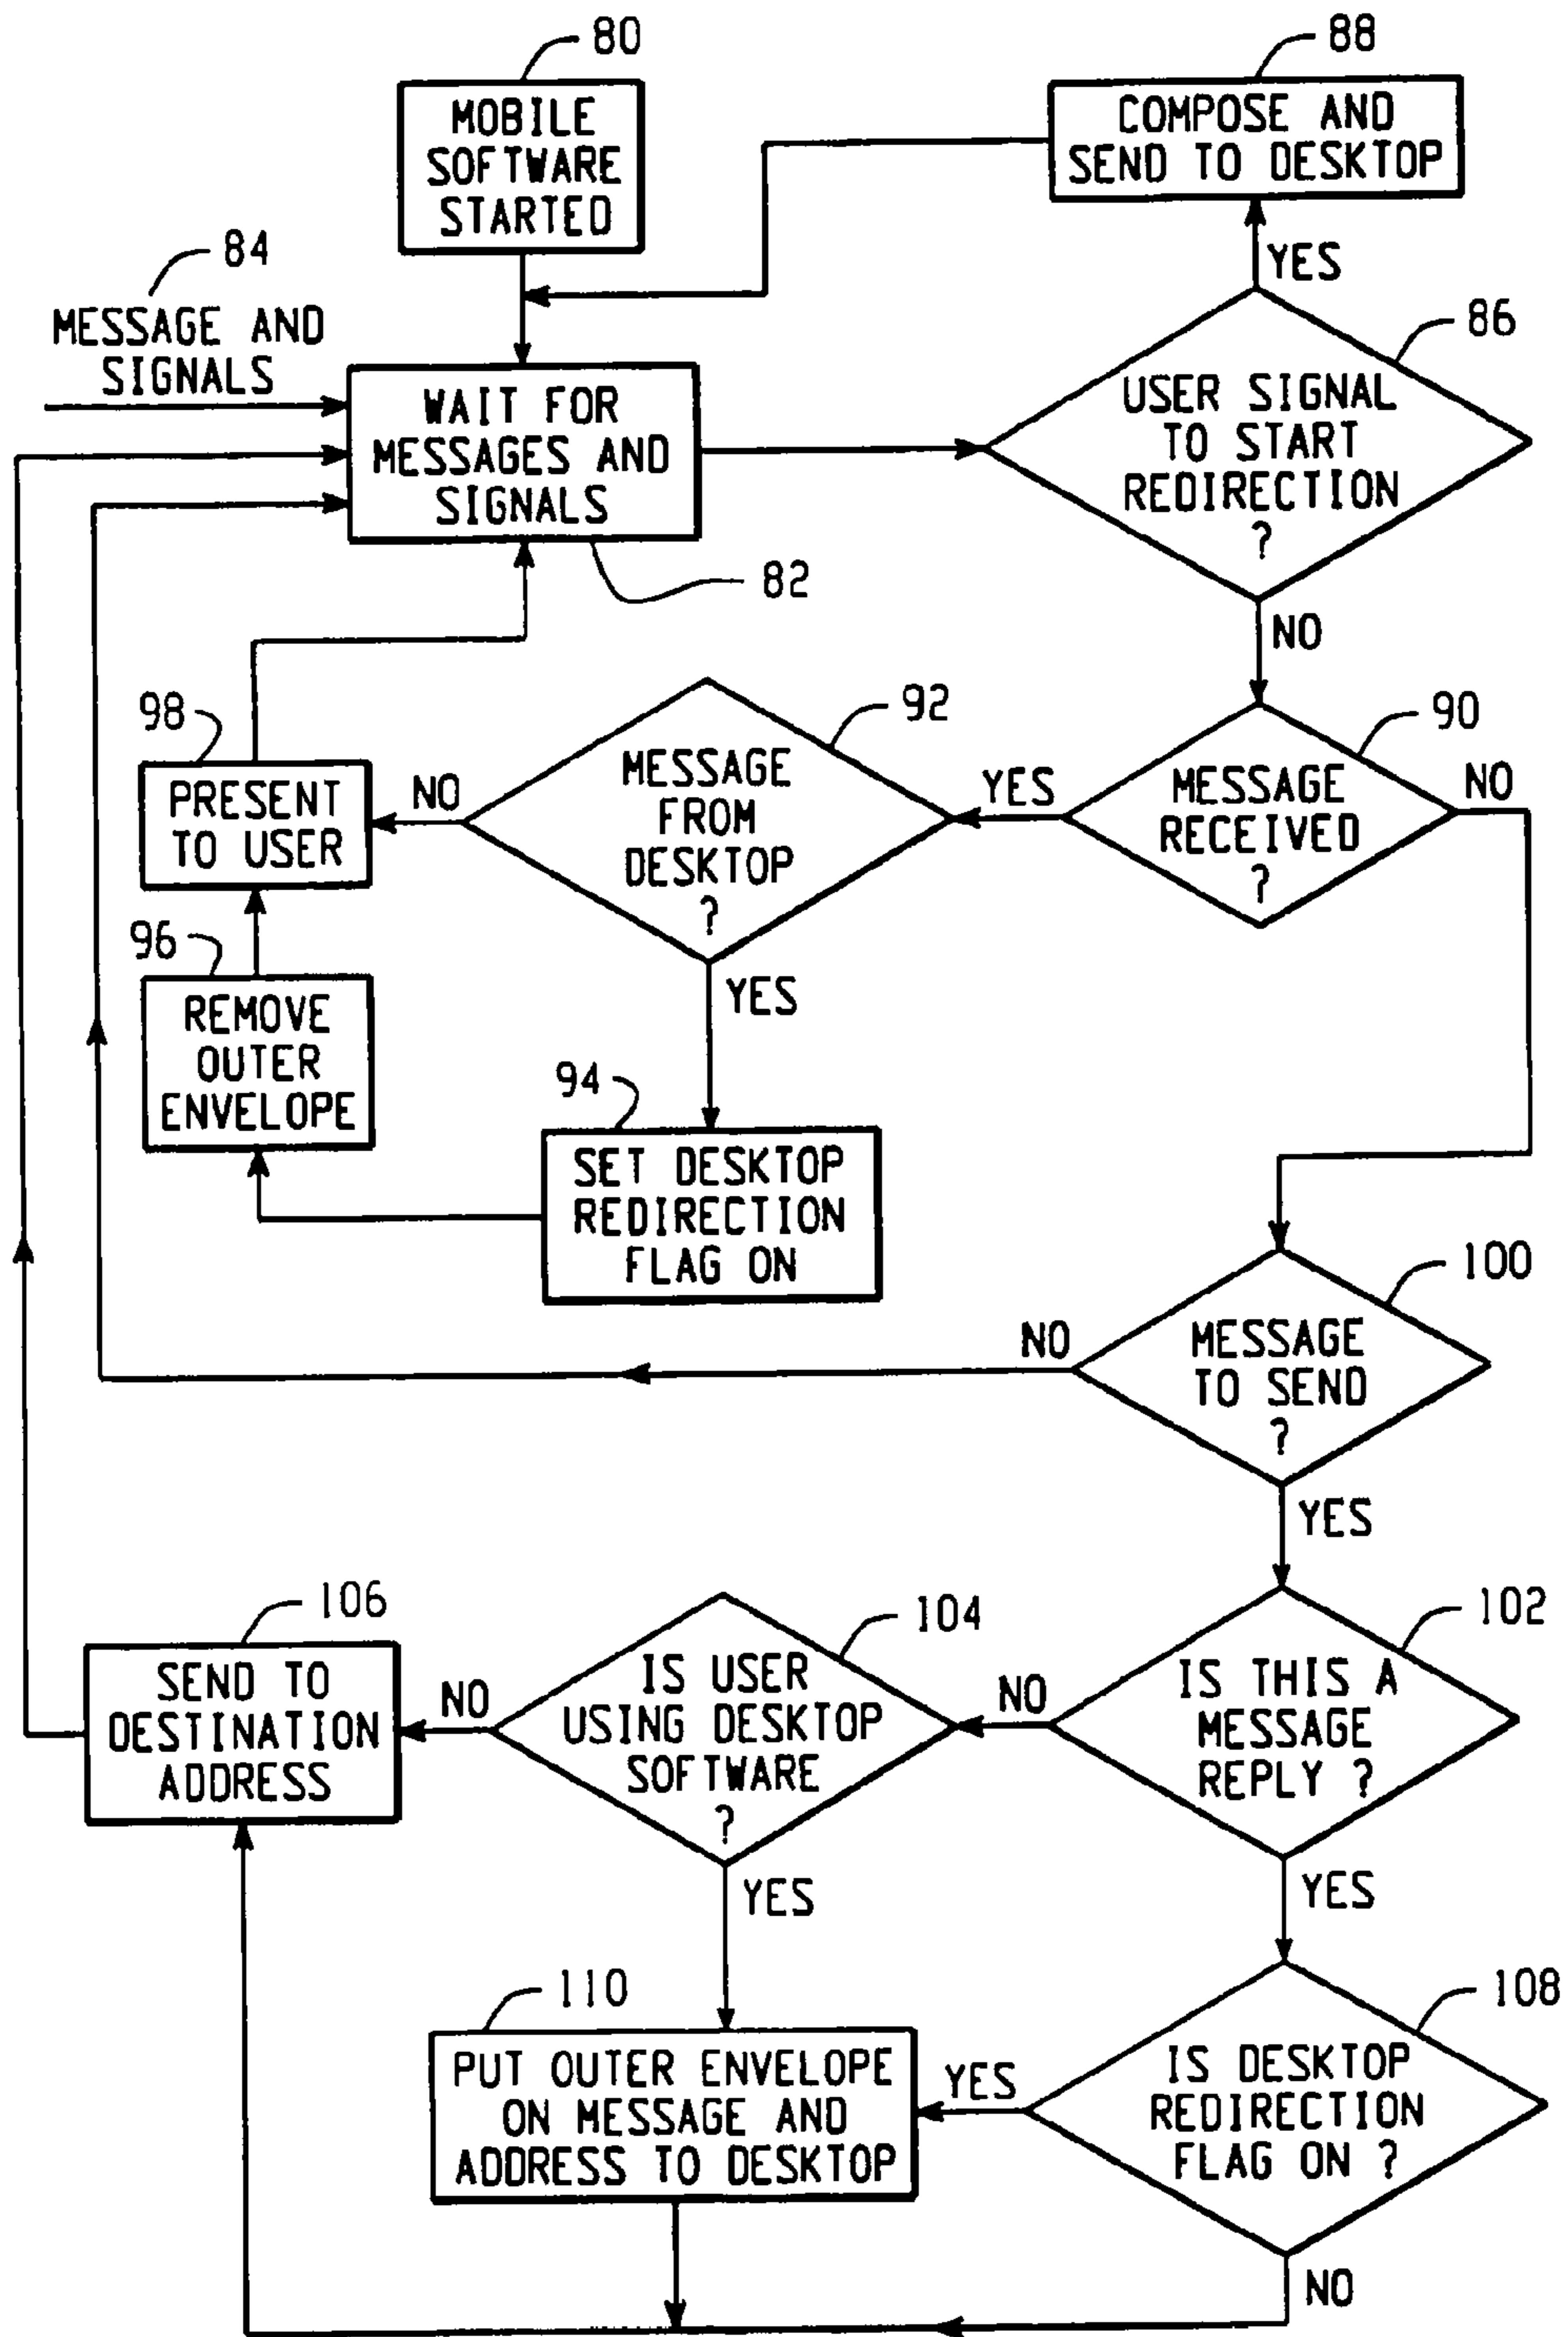 80
MOBILE
SOFTWARE
STARTED
88
COMPOSE AND
SEND TO DESKTOP
YES
84
MESSAGE AND
SIGNALS
WAIT FOR
MESSAGES AND
SIGNALS
82
86
USER SIGNAL
TO START
REDIRECTION
?
NO
90
MESSAGE
RECEIVED
?
NO
YES
92
MESSAGE
FROM
DESKTOP
?
NO
YES
98
PRESENT
TO USER
96
REMOVE
OUTER
ENVELOPE
94
SET DESKTOP
REDIRECTION
FLAG ON
100
MESSAGE
TO SEND
?
NO
YES
102
IS THIS A
MESSAGE
REPLY ?
NO
YES
104
IS USER
USING DESKTOP
SOFTWARE
?
NO
YES
106
SEND TO
DESTINATION
ADDRESS
108
IS DESKTOP
REDIRECTION
FLAG ON ?
YES
NO
110
PUT OUTER ENVELOPE
ON MESSAGE AND
ADDRESS TO DESKTOP